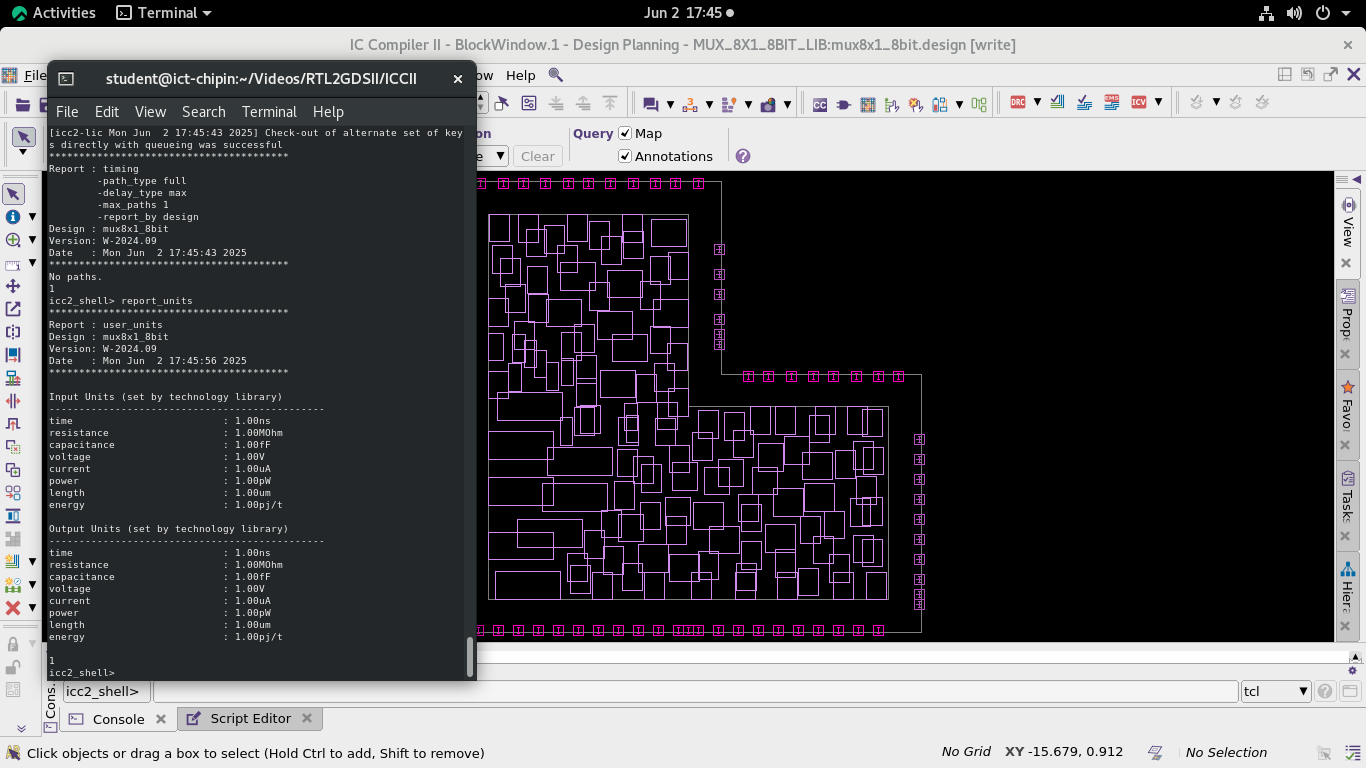 Activities
Terminal
Jun 2 17:45
IC Compiler II - BlockWindow.1 - Design Planning - MUX_8X1_8BIT_LIB:mux8x1_8bit.design [write]
File
Help
student@ict-chipin:~/Videos/RTL2GDSII/ICCII
File Edit View Search Terminal Help
[icc2-lic Mon Jun  2 17:45:43 2025] Check-out of alternate set of key
s directly with queueing was successful
****************************************
Report : timing
        -path_type full
        -delay_type max
        -max_paths 1
        -report_by design
Design : mux8x1_8bit
Version: W-2024.09
Date   : Mon Jun  2 17:45:43 2025
****************************************
No paths.
1
icc2_shell> report_units
****************************************
Report : user_units
Design : mux8x1_8bit
Version: W-2024.09
Date   : Mon Jun  2 17:45:56 2025
****************************************
Input Units (set by technology library)
----------------------------------------------
time                         : 1.00ns
resistance                   : 1.00MOhm
capacitance                  : 1.00fF
voltage                      : 1.00V
current                      : 1.00uA
power                        : 1.00pW
length                       : 1.00um
energy                       : 1.00pj/t
Output Units (set by technology library)
----------------------------------------------
time                         : 1.00ns
resistance                   : 1.00MOhm
capacitance                  : 1.00fF
voltage                      : 1.00V
current                      : 1.00uA
power                        : 1.00pW
length                       : 1.00um
energy                       : 1.00pj/t
1
icc2_shell>
DRC
ICV
CC
EMS
Query
Map
Clear
Annotations
View
Prope
Favo
Tasks
Hiera
Cons.
icc2_shell>
tcl
Console
Script Editor
Click objects or drag a box to select (Hold Ctrl to add, Shift to remove)
No Grid
XY -15.679, 0.912
No Selection